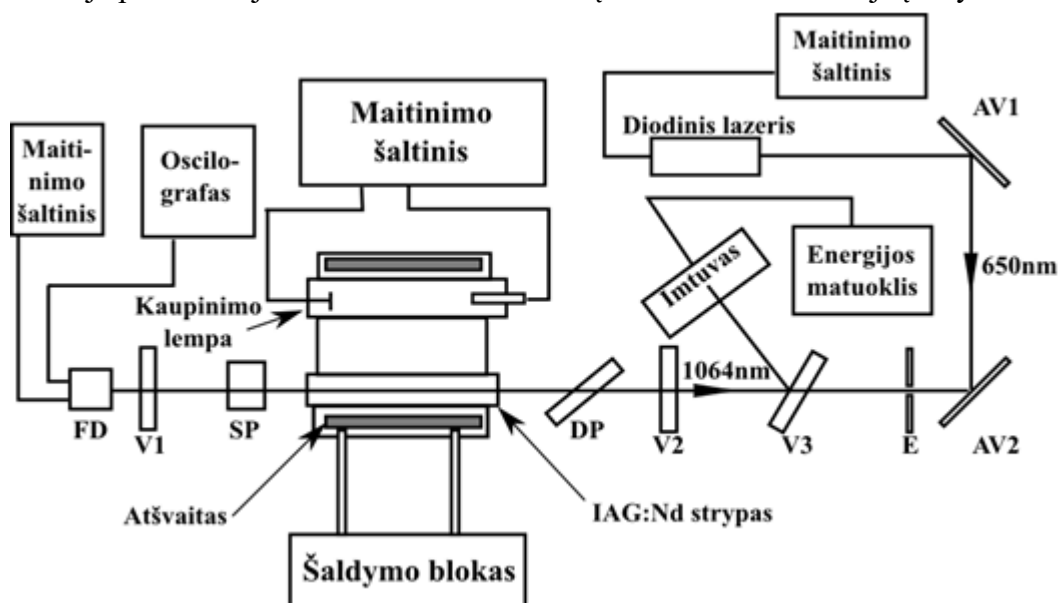 Maitinimo
šaltinis
AV1
Diodinis lazeris
Maitinimo
šaltinis
Maiti-
nimo
šaltinis
Oscilo-
grafas
Energijos
matuoklis
650nm
Imtuvas
Kaupinimo
lempa
1064nm
FD
V1
SP
DP
V2
V3
E
AV2
Atšvaitas
IAG:Nd strypas
Šaldymo blokas